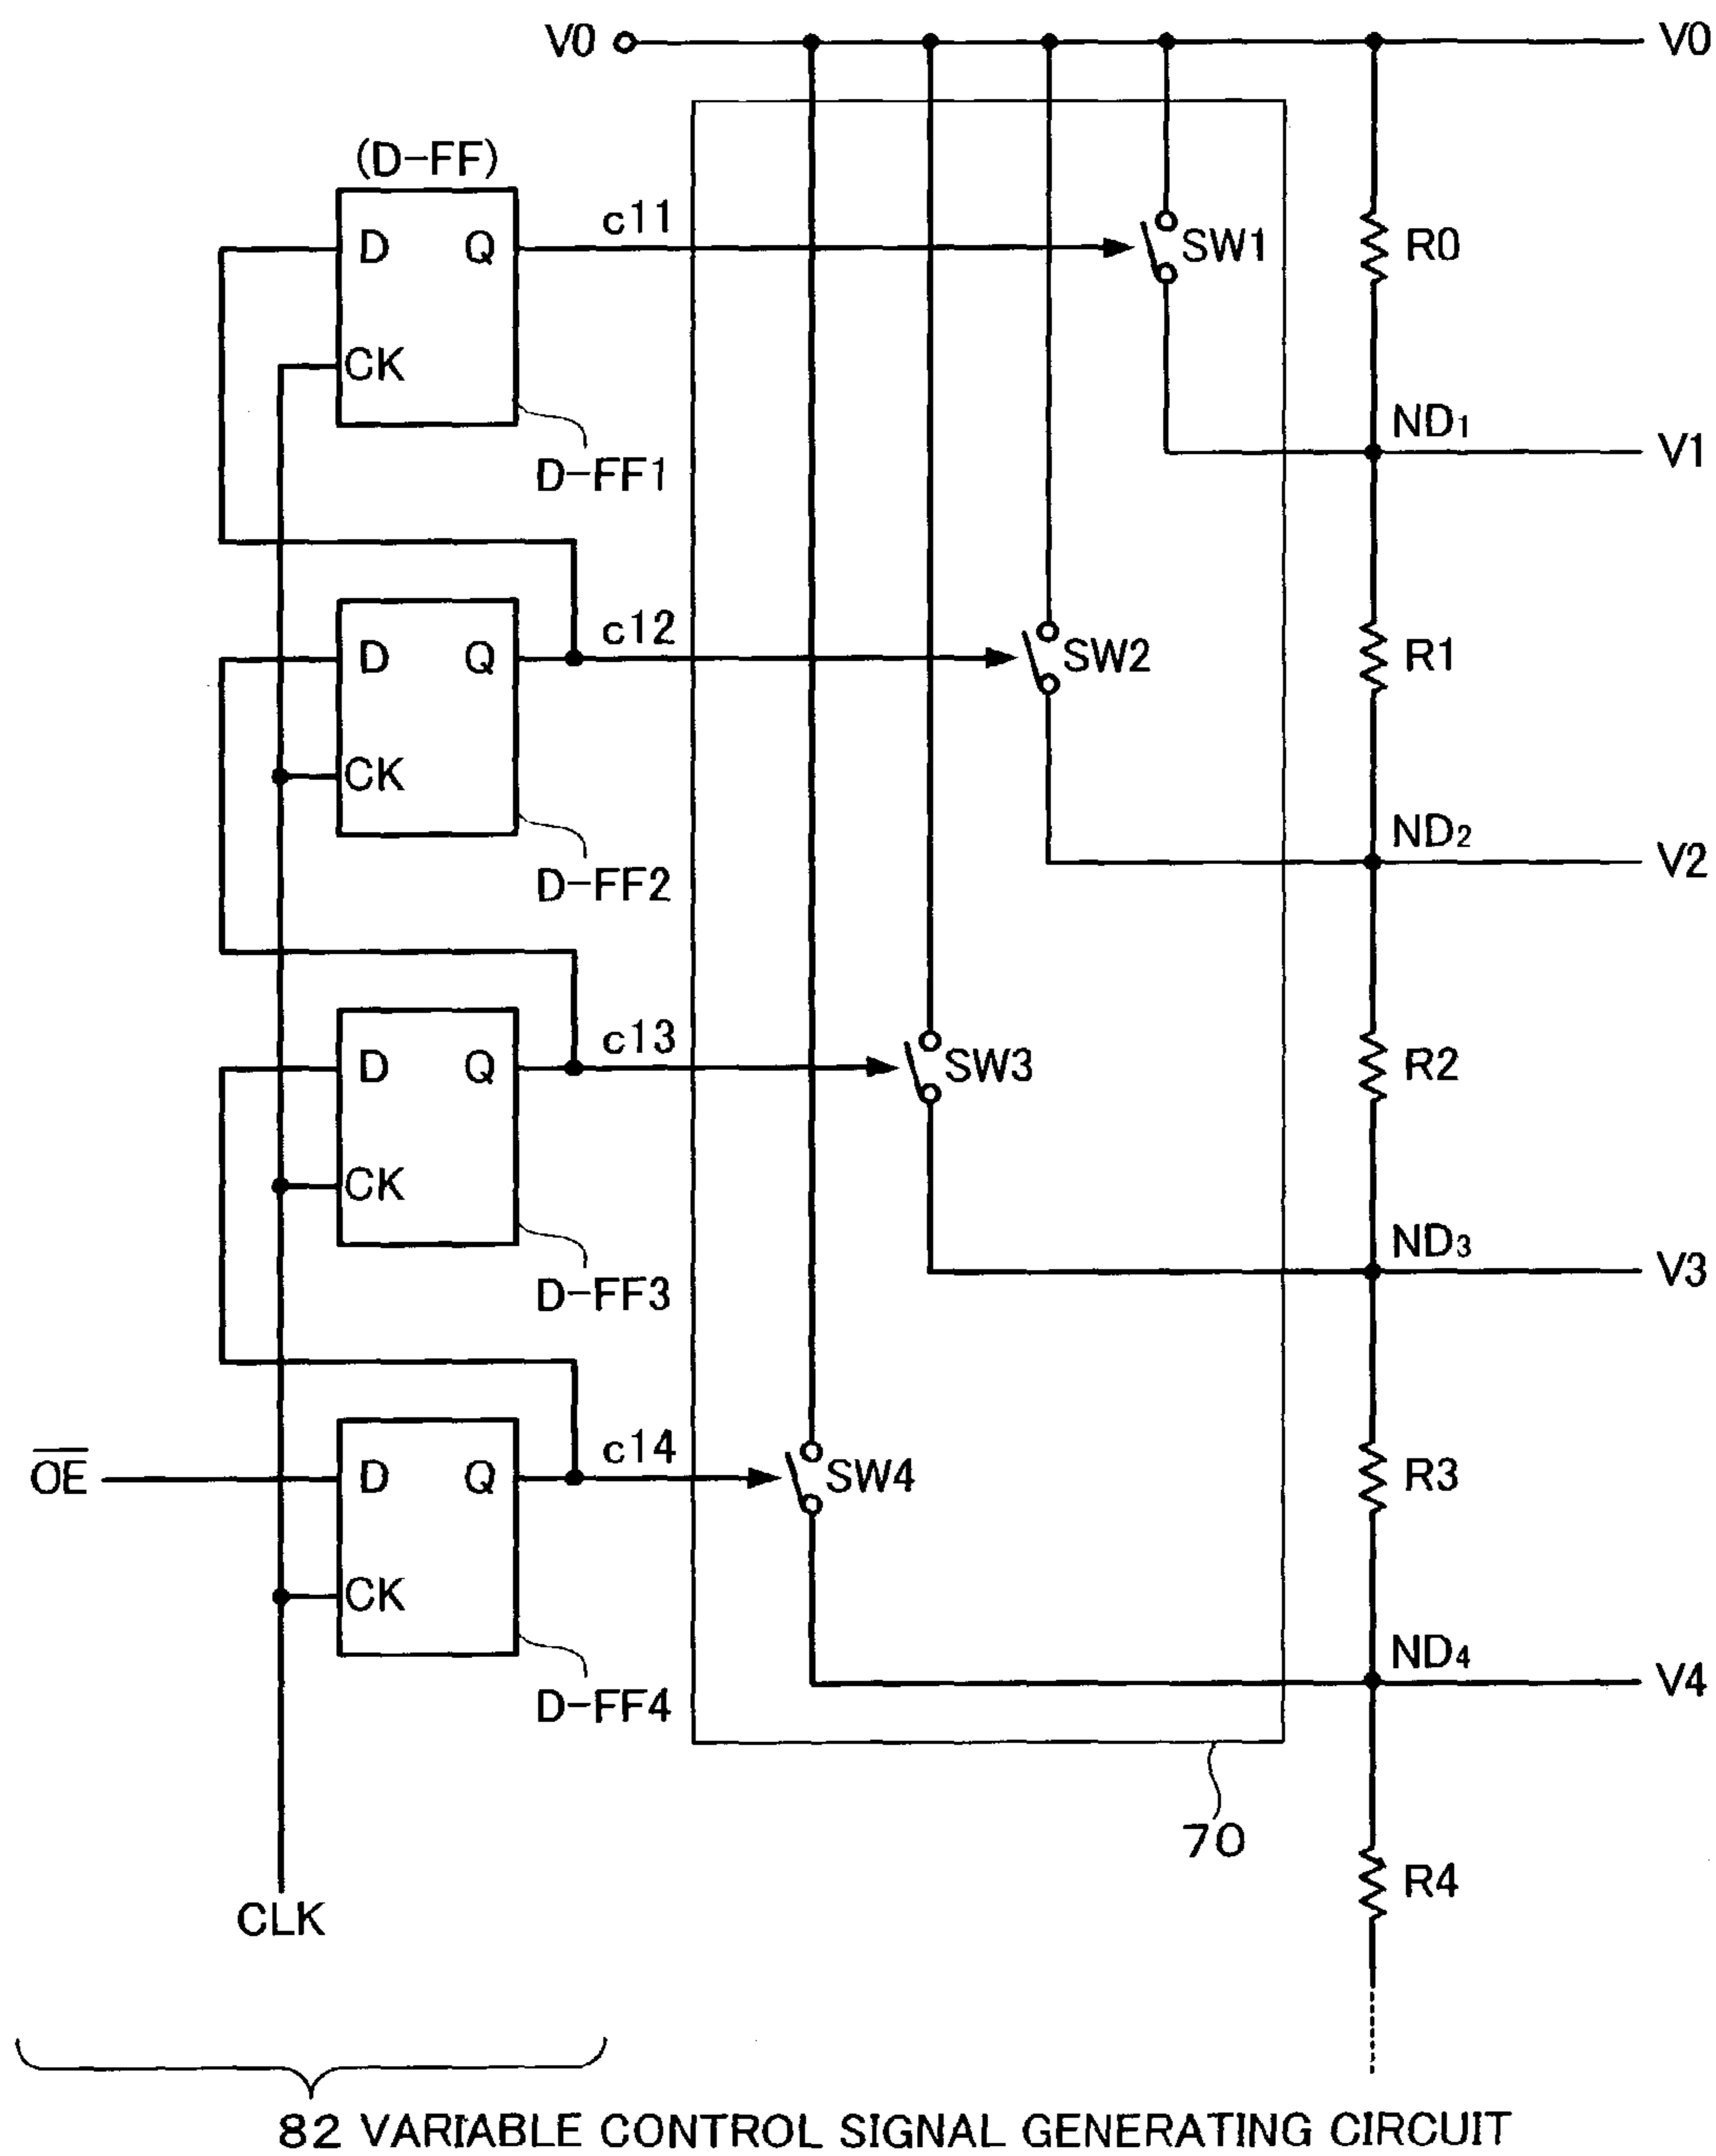 V0 V0
(D-FF)
D Q c11 SW1 R0
CK
ND1
V1
D-FF1
D Q c12 SW2 R1
CK
ND2
V2
D-FF2
D Q c13 SW3 R2
CK
ND3
V3
D-FF3
OE D Q c14 SW4 R3
CK
ND4
V4
D-FF4
70
R4
CLK
82 VARIABLE CONTROL SIGNAL GENERATING CIRCUIT